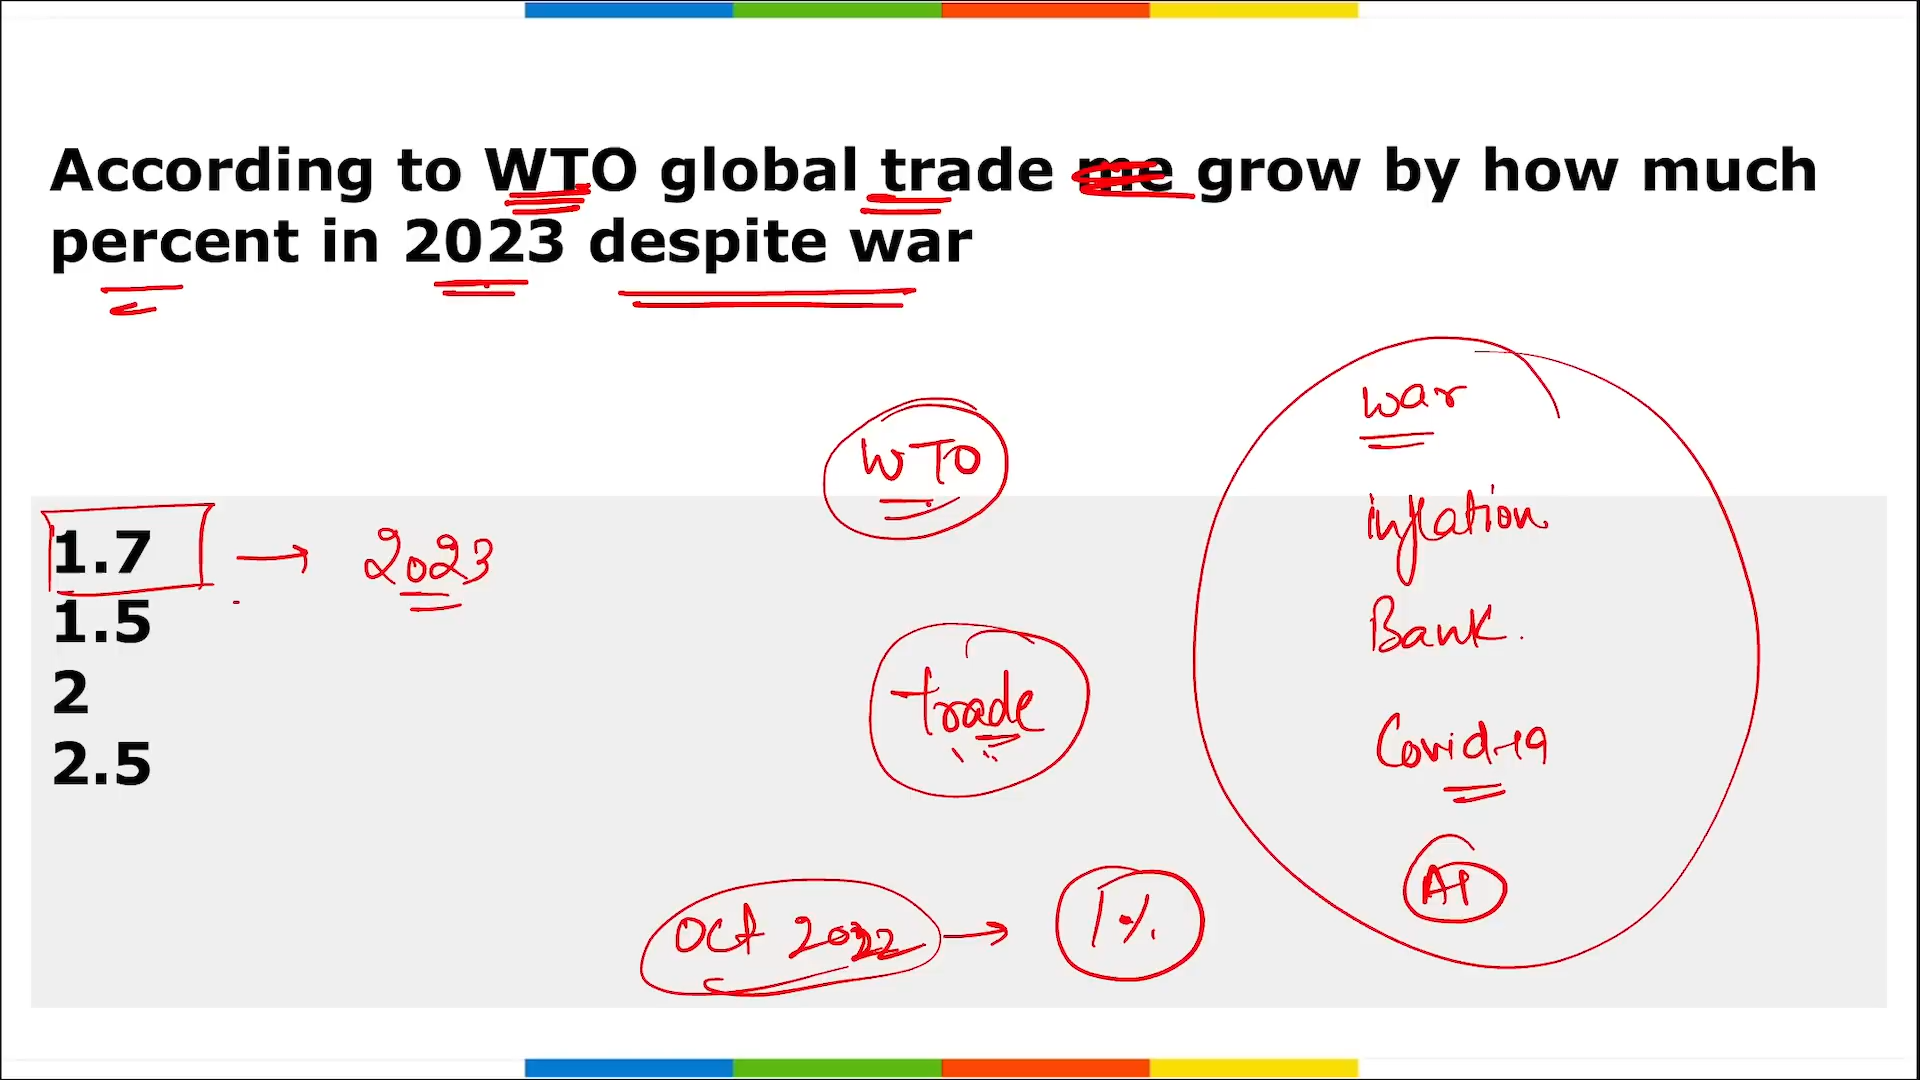 According to WTO global trade me grow by how much
percent in 2023 despite war
1.7 → 2023
1.5
2
2.5
WTO
trade
Oct 2022 → 1%
war
inflation
Bank.
Covid-19